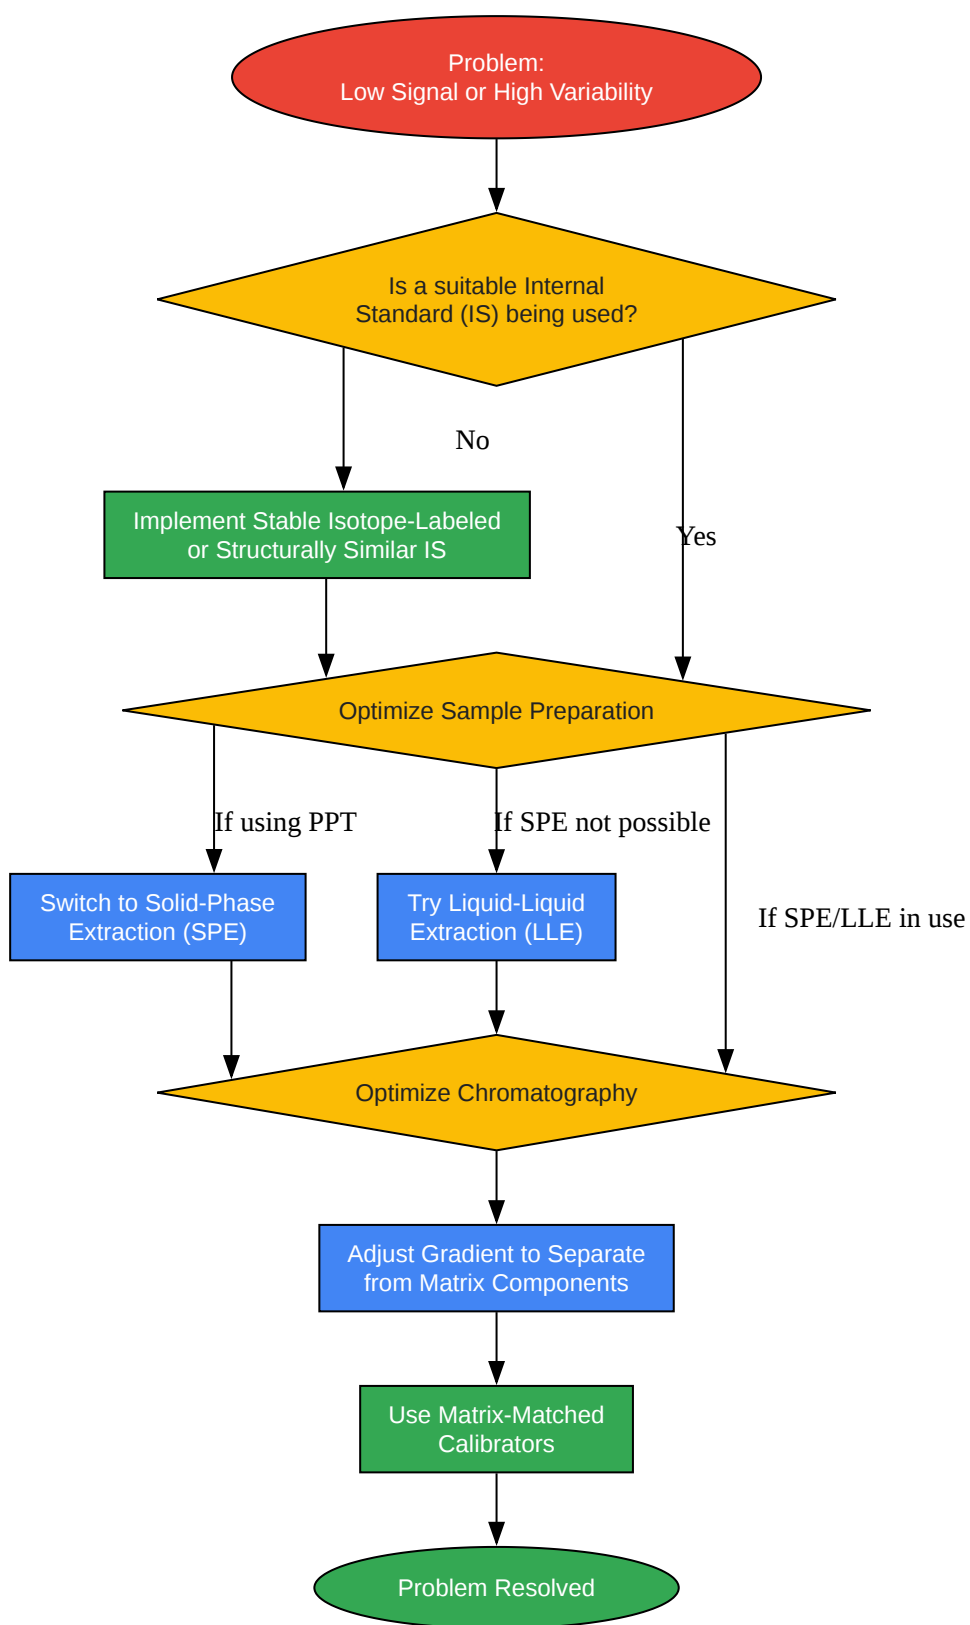 Problem:
Low Signal or High Variability
Is a suitable Internal
Standard (IS) being used?
No
Implement Stable Isotope-Labeled
or Structurally Similar IS
Yes
Optimize Sample Preparation
If using PPT
If SPE not possible
Switch to Solid-Phase
Extraction (SPE)
Try Liquid-Liquid
Extraction (LLE)
If SPE/LLE in use
Optimize Chromatography
Adjust Gradient to Separate
from Matrix Components
Use Matrix-Matched
Calibrators
Problem Resolved